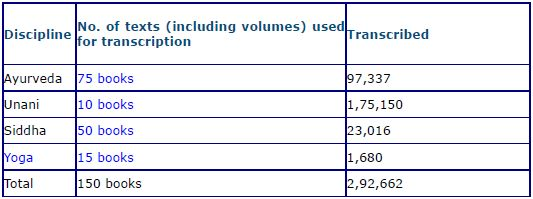 Discipline No. of texts (including volumes) used for transcription Transcribed
Ayurveda 75 books 97,337
Unani 10 books 1,75,150
Siddha 50 books 23,016
Yoga 15 books 1,680
Total 150 books 2,92,662